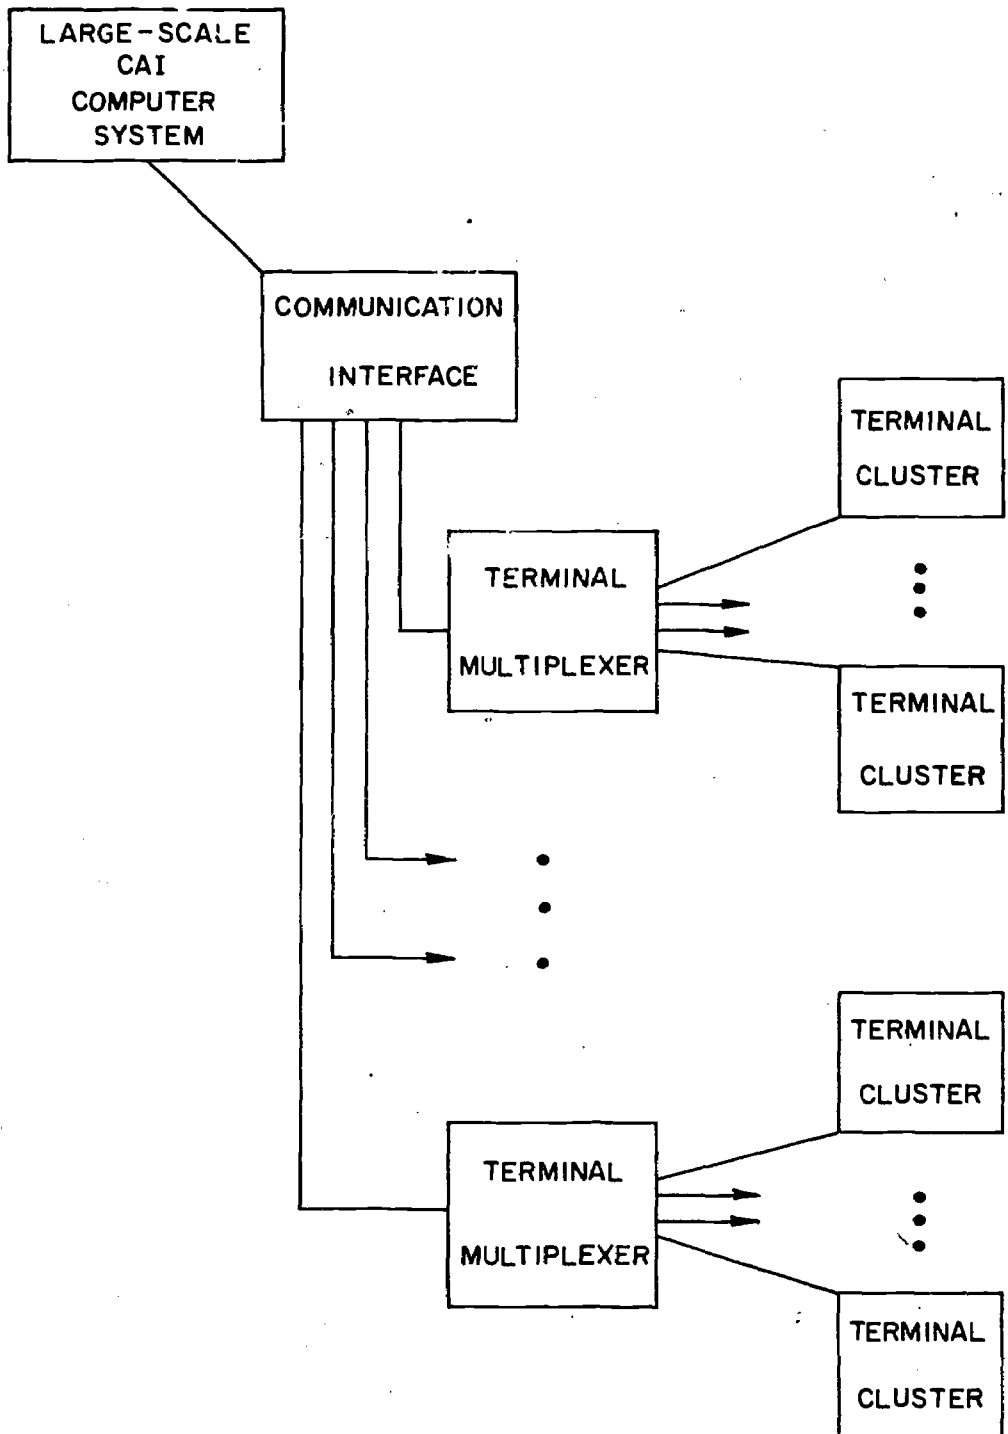 LARGE-SCALE
CAI
COMPUTER
SYSTEM
COMMUNICATION
INTERFACE
TERMINAL
CLUSTER
TERMINAL
MULTIPLEXER
TERMINAL
CLUSTER
TERMINAL
CLUSTER
TERMINAL
MULTIPLEXER
TERMINAL
CLUSTER